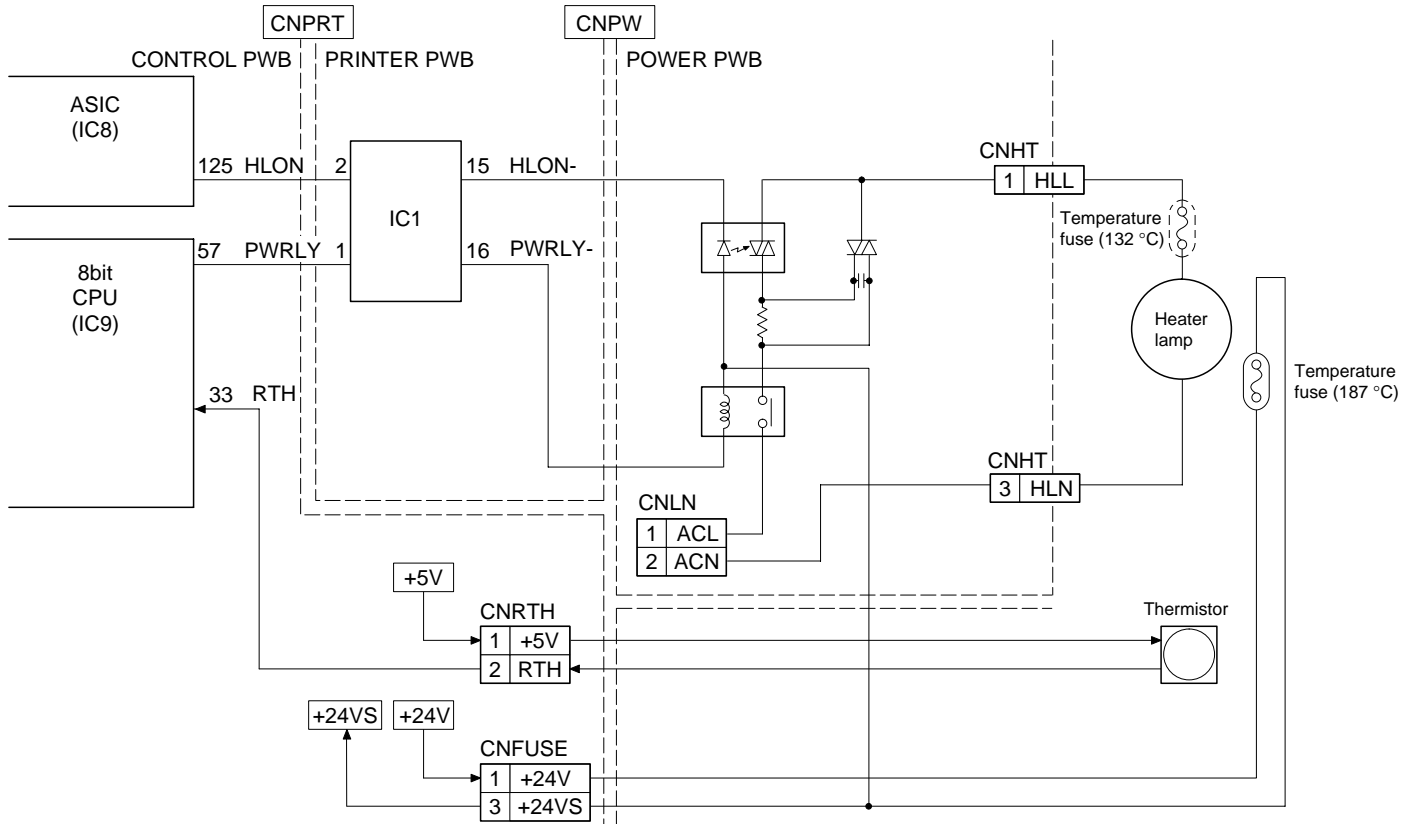 CNPRT
CNPW
CONTROL PWB
PRINTER PWB
POWER PWB
ASIC
(IC8)
125 HLON 2
IC1
15 HLON-
57 PWRLY 1
16 PWRLY-
8bit
CPU
(IC9)
33 RTH
CNHT
1 HLL
Temperature
fuse (132 °C)
Heater
lamp
Temperature
fuse (187 °C)
CNHT
3 HLN
CNLN
1 ACL
2 ACN
+5V
CNRTH
1 +5V
2 RTH
Thermistor
+24VS
+24V
CNFUSE
1 +24V
3 +24VS